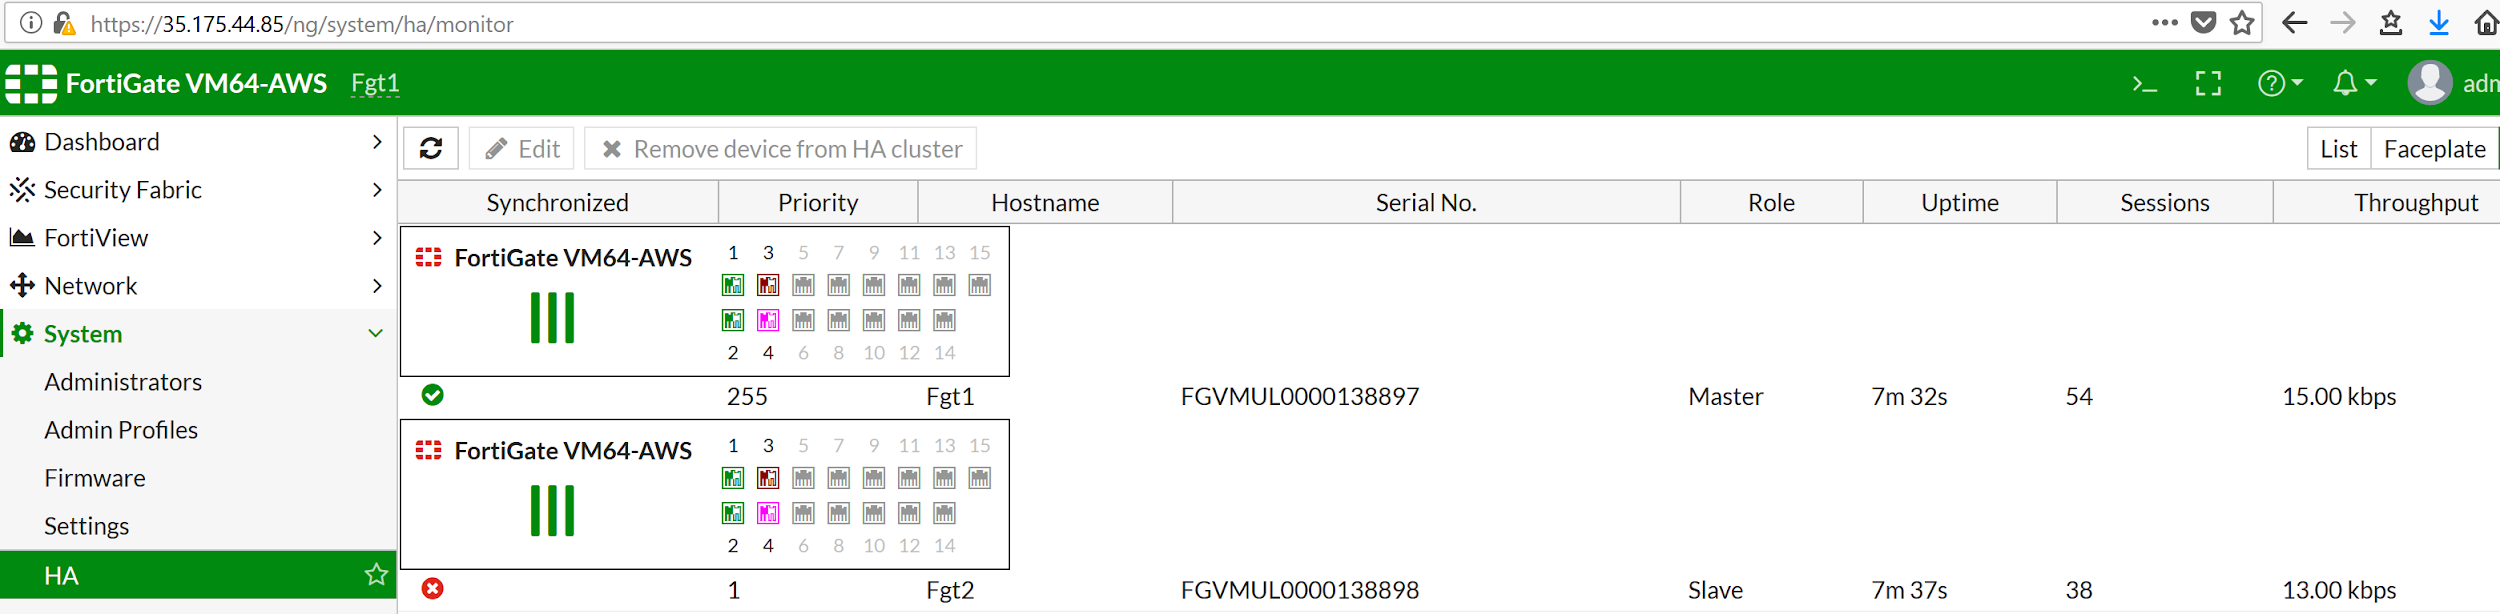 https://35.175.44.85/ng/system/ha/monitor
FortiGate VM64-AWS Fgt1 adm
Dashboard
Security Fabric
FortiView
Network
System
Administrators
Admin Profiles
Firmware
Settings
HA
Edit Remove device from HA cluster List Faceplate
Synchronized Priority Hostname Serial No. Role Uptime Sessions Throughput
1 3 5 7 9 11 13 15
FortiGate VM64-AWS
2 4 6 8 10 12 14
255 Fgt1 FGVMUL0000138897 Master 7m 32s 54 15.00 kbps
1 3 5 7 9 11 13 15
FortiGate VM64-AWS
2 4 6 8 10 12 14
1 Fgt2 FGVMUL0000138898 Slave 7m 37s 38 13.00 kbps